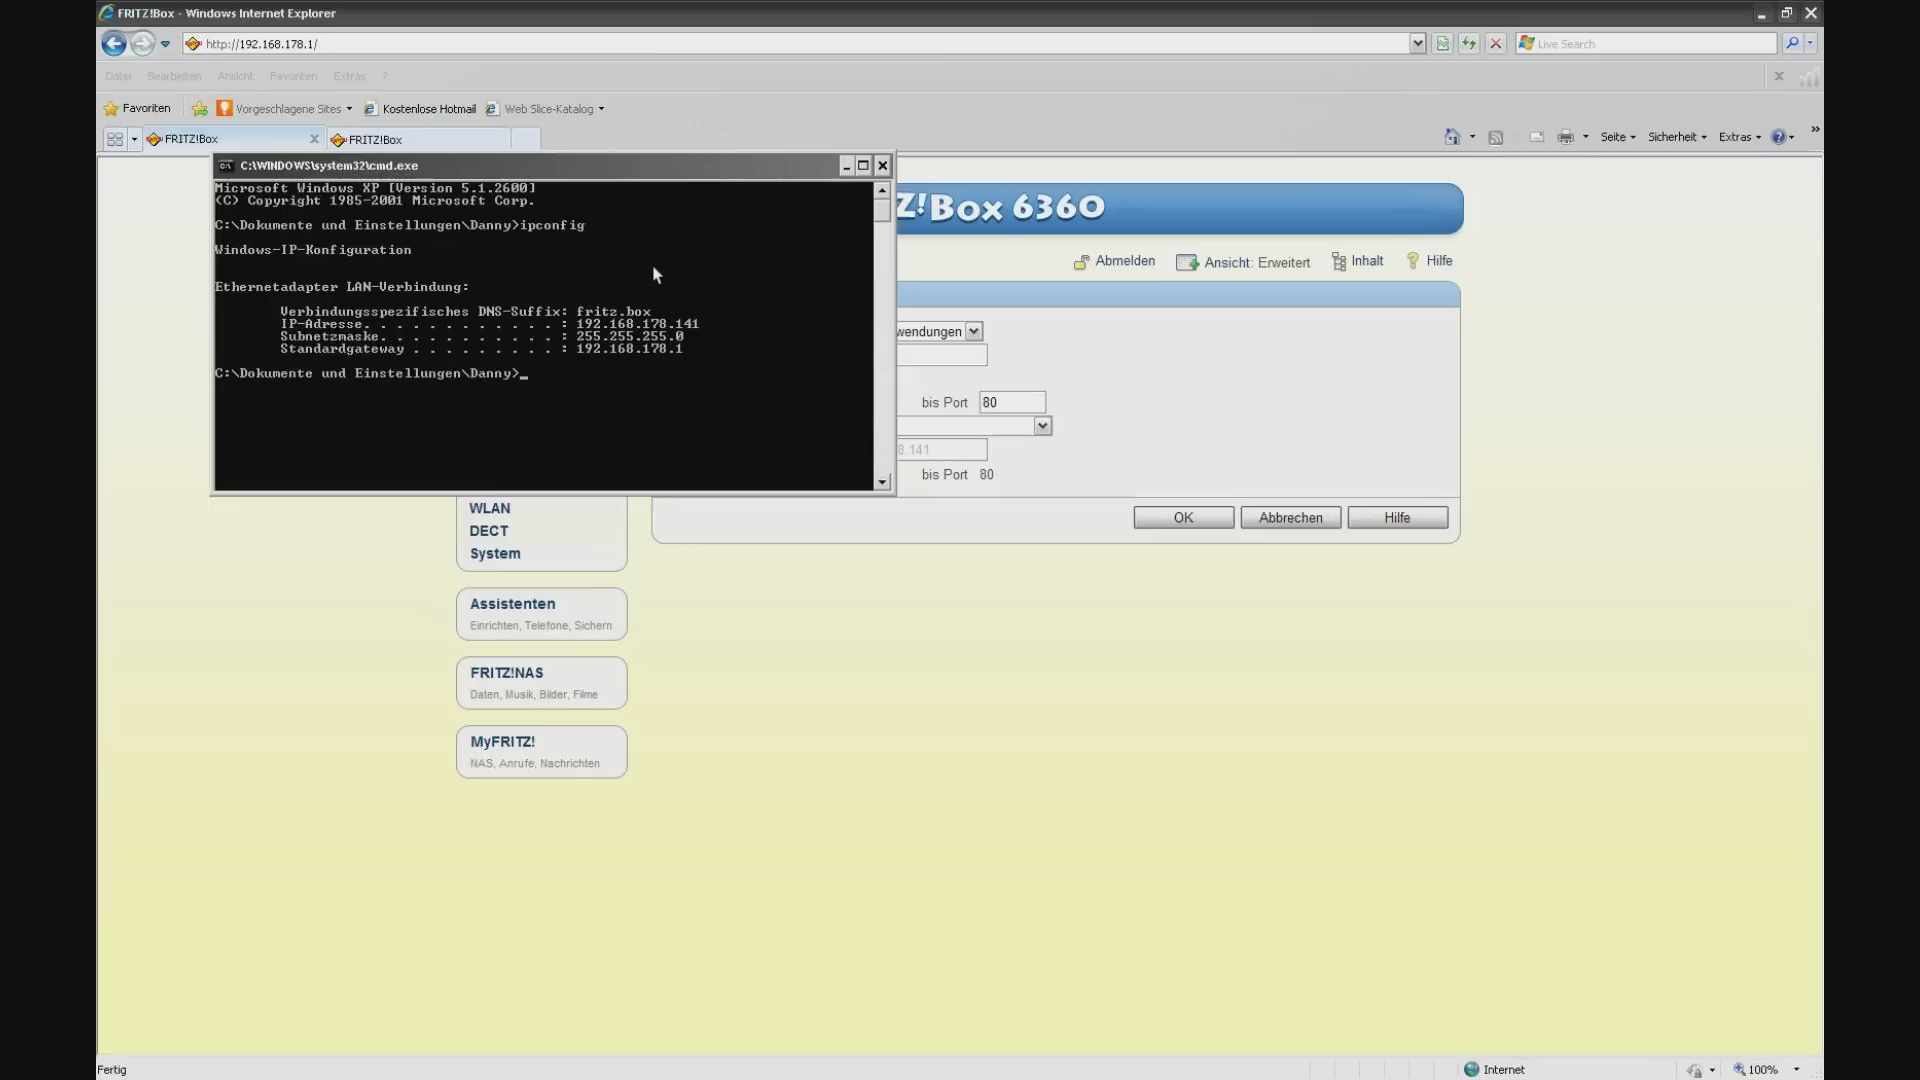 FRITZ!Box - Windows Internet Explorer
http://192.168.178.1/
Live Search
Datei Bearbeiten Ansicht Favoriten Extras ?
Favoriten Vorgeschlagene Sites Kostenlose Hotmail Web Slice-Katalog
FRITZ!Box FRITZ!Box
Seite Sicherheit Extras
C:\WINDOWS\system32\cmd.exe
Microsoft Windows XP [Version 5.1.2600]
(C) Copyright 1985-2001 Microsoft Corp.
C:\Dokumente und Einstellungen\Danny>ipconfig
Windows-IP-Konfiguration
Ethernetadapter LAN-Verbindung:
Verbindungsspezifisches DNS-Suffix: fritz.box
IP-Adresse. . . . . . . . . . . . : 192.168.178.141
Subnetzmaske. . . . . . . . . . . : 255.255.255.0
Standardgateway . . . . . . . . . : 192.168.178.1
C:\Dokumente und Einstellungen\Danny>_
Z!Box 6360
Abmelden Ansicht: Erweitert Inhalt Hilfe
wendungen
bis Port 80
8.141
bis Port 80
OK Abbrechen Hilfe
WLAN
DECT
System
Assistenten
Einrichten, Telefone, Sichern
FRITZ!NAS
Daten, Musik, Bilder, Filme
MyFRITZ!
NAS, Anrufe, Nachrichten
Fertig
Internet
100%